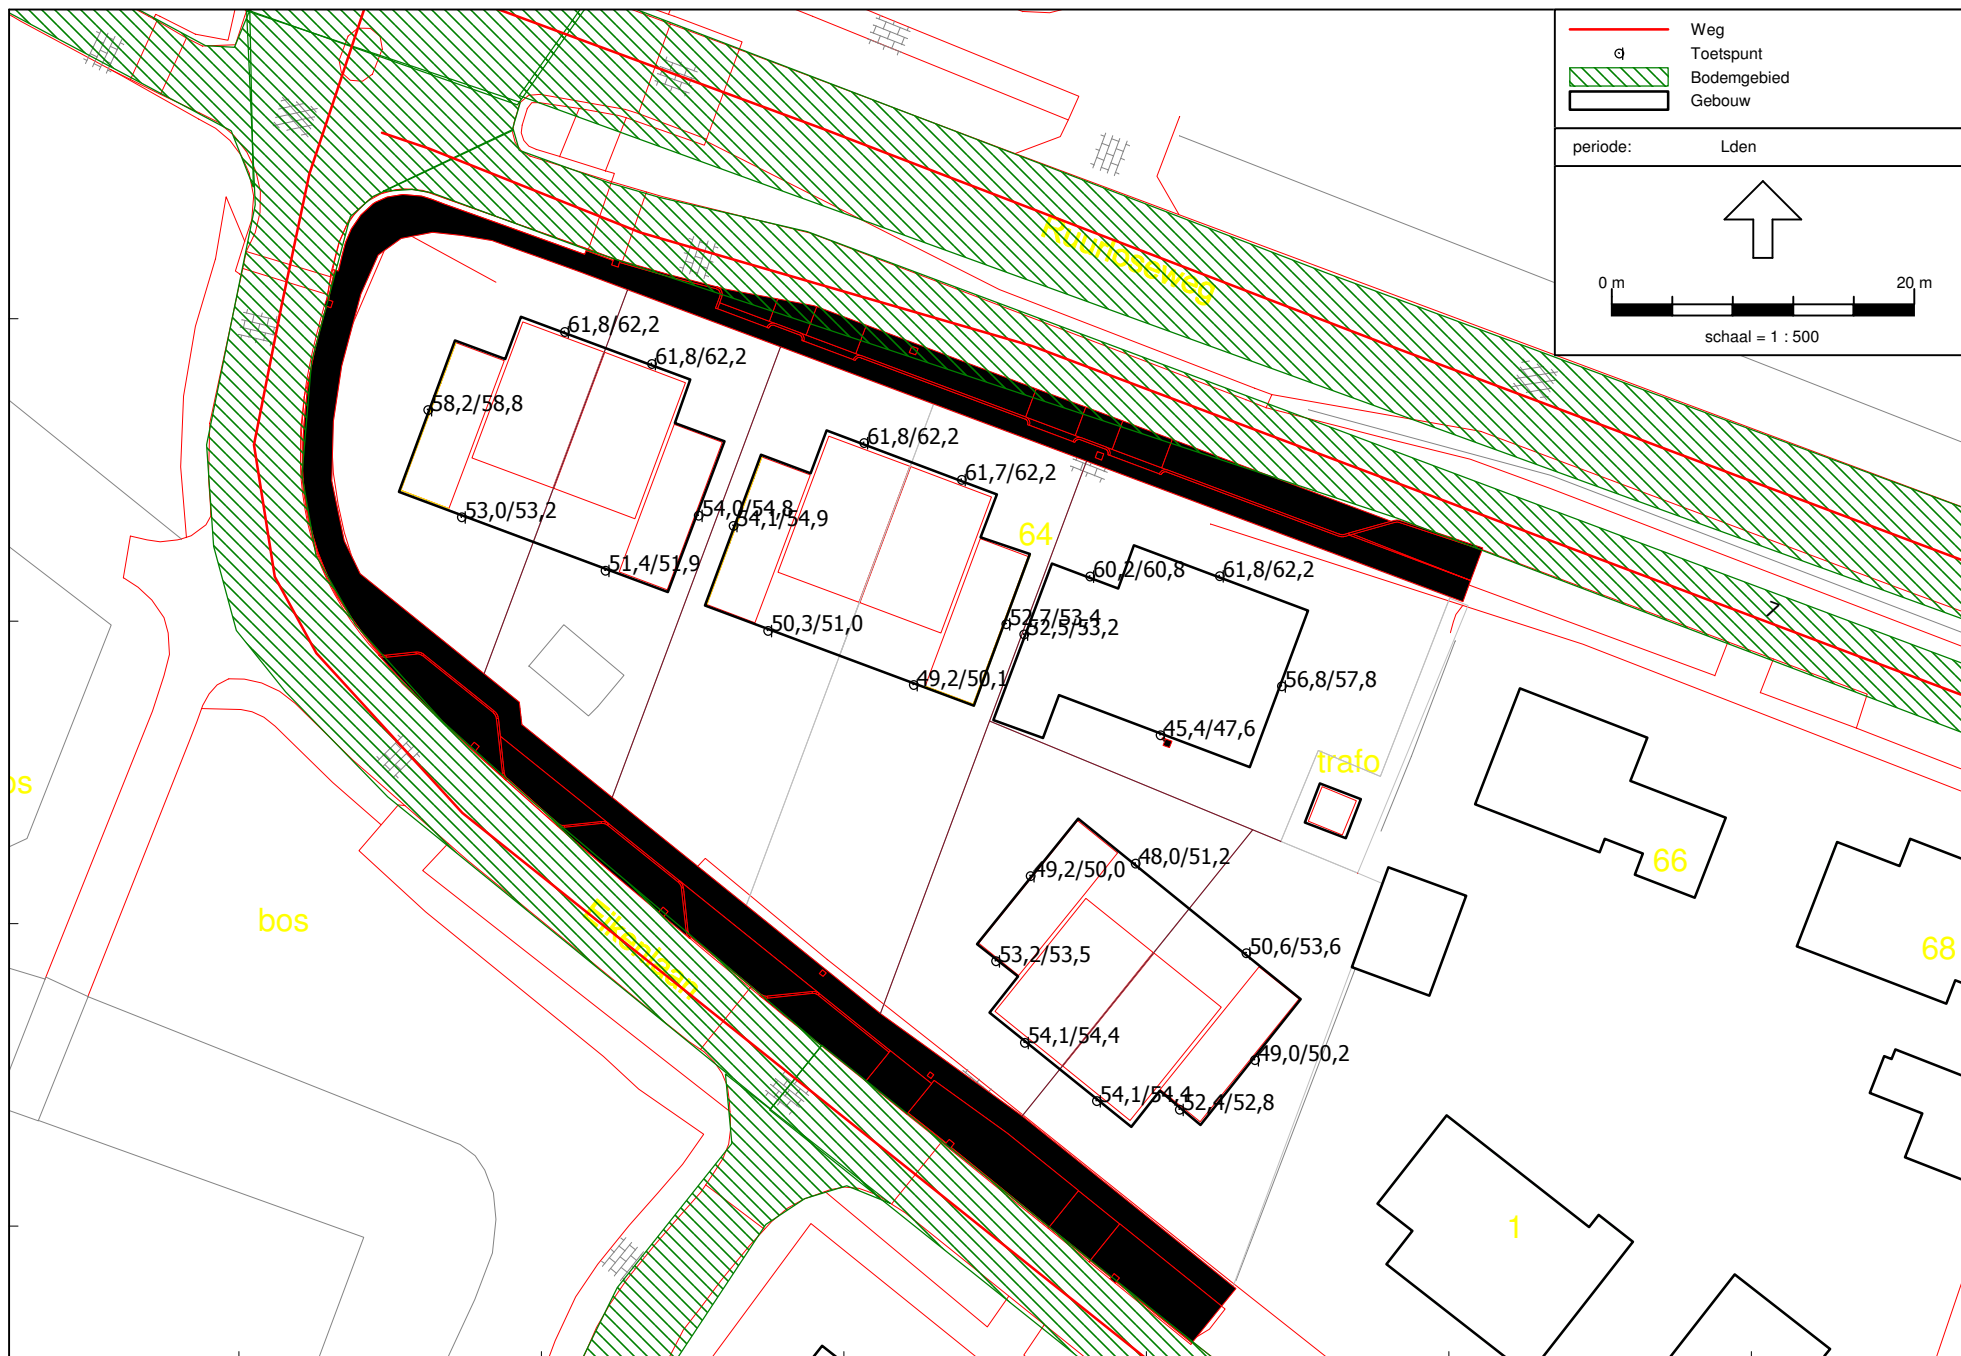 Weg
Toetspunt
Bodemgebied
Gebouw
periode: Lden
0 m 20 m
schaal = 1 : 500
Ruurloseweg
61,8/62,2
61,8/62,2
58,2/58,8
61,8/62,2
61,7/62,2
53,0/53,2
54,0/54,8
54,1/54,9
51,4/51,9
64
60,2/60,8
61,8/62,2
52,7/53,4
52,5/53,2
50,3/51,0
49,2/50,1
56,8/57,8
45,4/47,6
7
trafo
os
bos
66
68
48,0/51,2
49,2/50,0
50,6/53,6
53,2/53,5
54,1/54,4
49,0/50,2
54,1/54,4
52,4/52,8
Eikenlaan
1